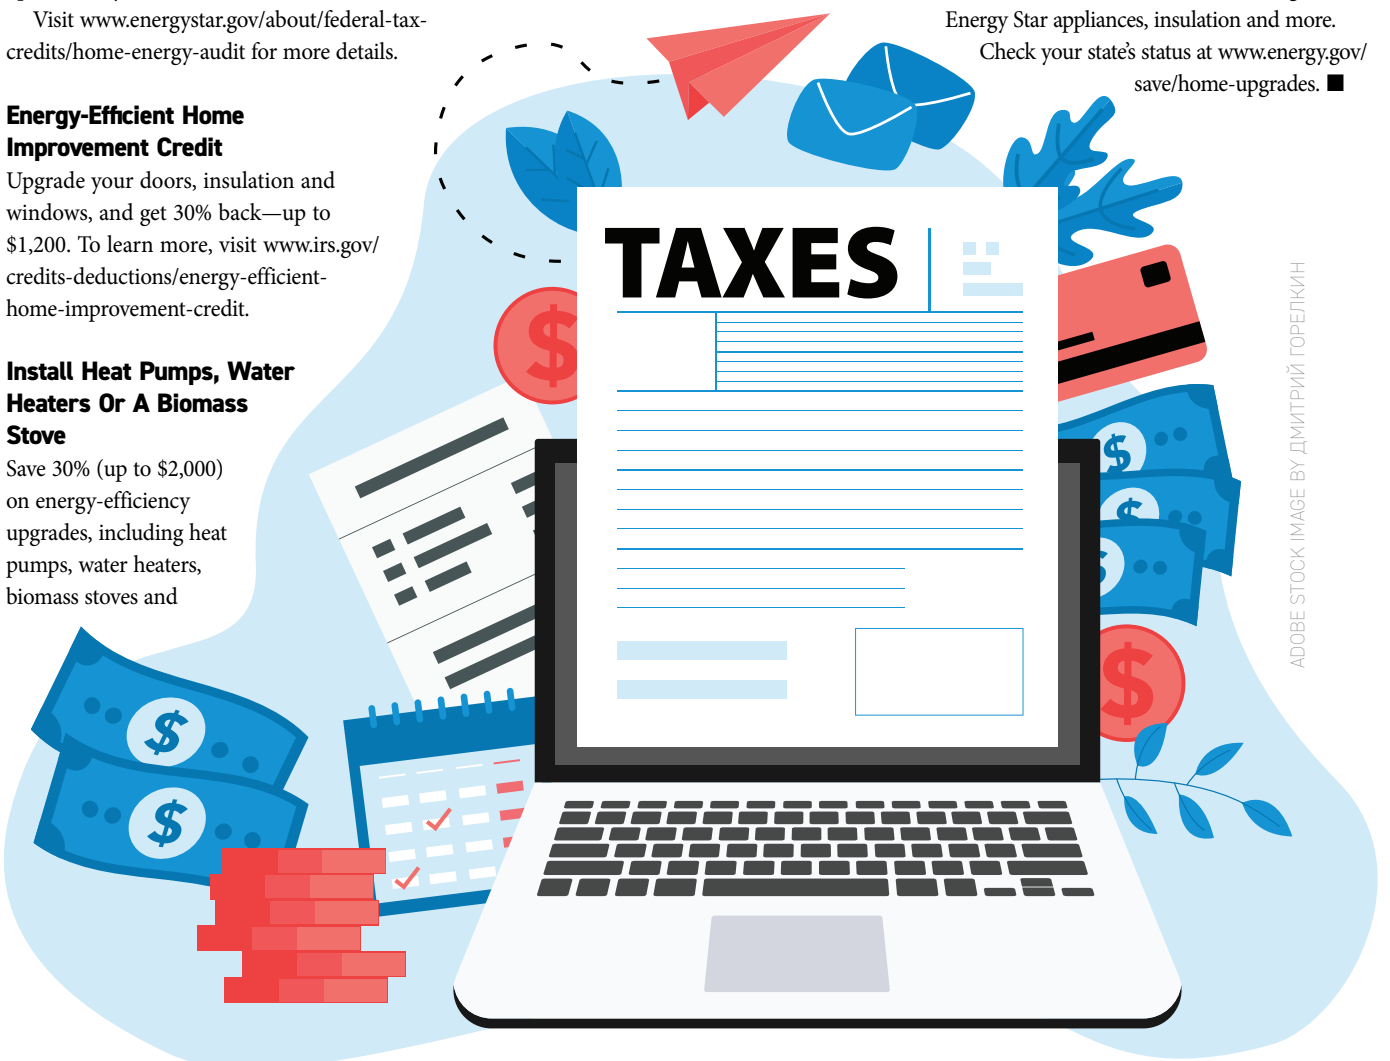 Visit www.energystar.gov/about/federal-tax-
credits/home-energy-audit for more details.
Energy-Efficient Home
Improvement Credit
Upgrade your doors, insulation and
windows, and get 30% back—up to
$1,200. To learn more, visit www.irs.gov/
credits-deductions/energy-efficient-
home-improvement-credit.
Install Heat Pumps, Water
Heaters Or A Biomass
Stove
Save 30% (up to $2,000)
on energy-efficiency
upgrades, including heat
pumps, water heaters,
biomass stoves and
Energy Star appliances, insulation and more.
Check your state’s status at www.energy.gov/
save/home-upgrades. ■
TAXES
$
$
$
$
$
$
$
ADOBE STOCK IMAGE BY ДМИТРИЙ ГОРЕЛКИН